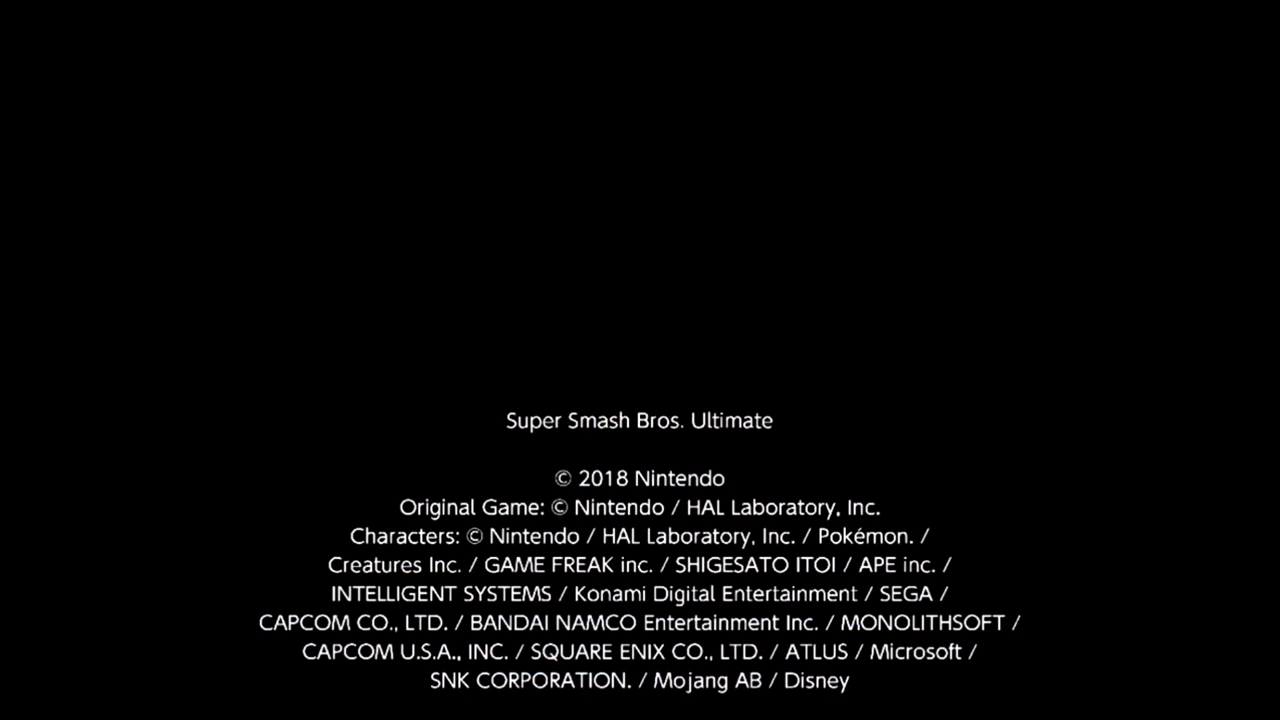 Super Smash Bros. Ultimate
© 2018 Nintendo
Original Game: © Nintendo / HAL Laboratory, Inc.
Characters: © Nintendo / HAL Laboratory, Inc. / Pokémon. /
Creatures Inc. / GAME FREAK inc. / SHIGESATO ITOI / APE inc. /
INTELLIGENT SYSTEMS / Konami Digital Entertainment / SEGA /
CAPCOM CO., LTD. / BANDAI NAMCO Entertainment Inc. / MONOLITHSOFT /
CAPCOM U.S.A., INC. / SQUARE ENIX CO., LTD. / ATLUS / Microsoft /
SNK CORPORATION. / Mojang AB / Disney